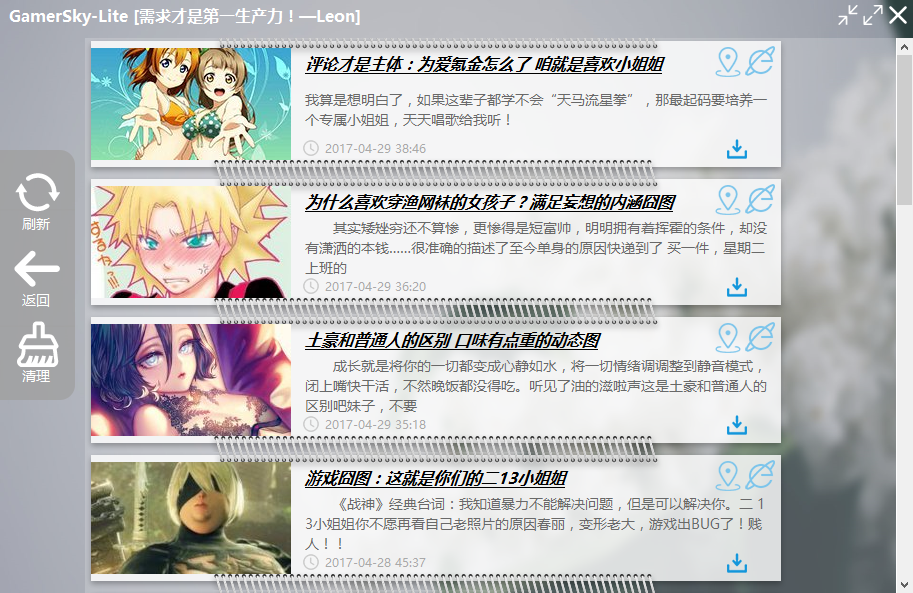 GamerSky-Lite [需求才是第一生产力！—Leon]
评论才是主体：为爱氪金怎么了 咱就是喜欢小姐姐
我算是想明白了，如果这辈子都学不会“天马流星拳”，那最起码要培养一
个专属小姐姐，天天唱歌给我听！
2017-04-29 38:46
刷新
返回
清理
为什么喜欢穿渔网袜的女孩子？满足妄想的内涵囧图
其实矮矬穷还不算惨，更惨得是短富帅，明明拥有着挥霍的条件，却没
有潇洒的本钱......很准确的描述了至今单身的原因快递到了 买一件，星期二
上班的
2017-04-29 36:20
土豪和普通人的区别 口味有点重的动态图
成长就是将你的一切都变成心静如水，将一切情绪调调整到静音模式，
闭上嘴快干活，不然晚饭都没得吃。听见了油的滋啦声这是土豪和普通人的
区别吧妹子，不要
2017-04-29 35:18
游戏囧图：这就是你们的二13小姐姐
《战神》经典台词：我知道暴力不能解决问题，但是可以解决你。二 1
3小姐姐你不愿再看自己老照片的原因春丽，变形老大，游戏出BUG了！贱
人！！
2017-04-28 45:37